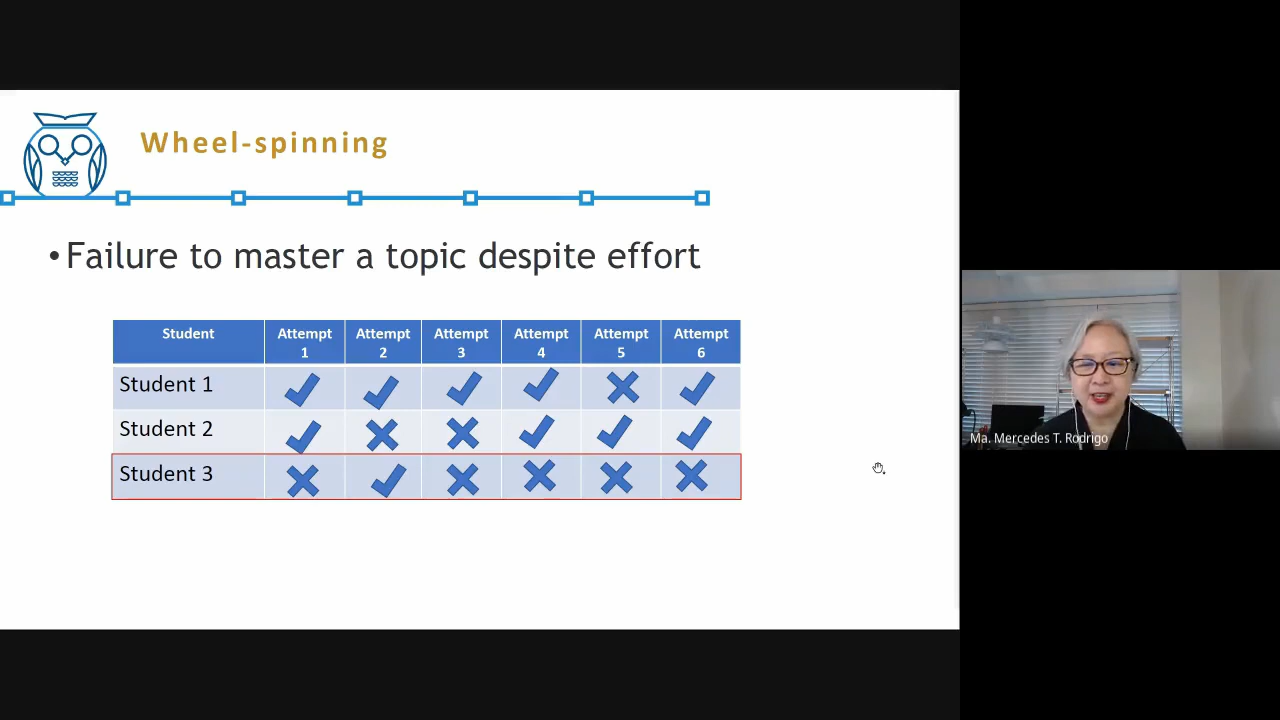 Wheel-spinning
•Failure to master a topic despite effort
Student Attempt 1 Attempt 2 Attempt 3 Attempt 4 Attempt 5 Attempt 6
Student 1
Student 2
Student 3
Ma. Mercedes T. Rodrigo